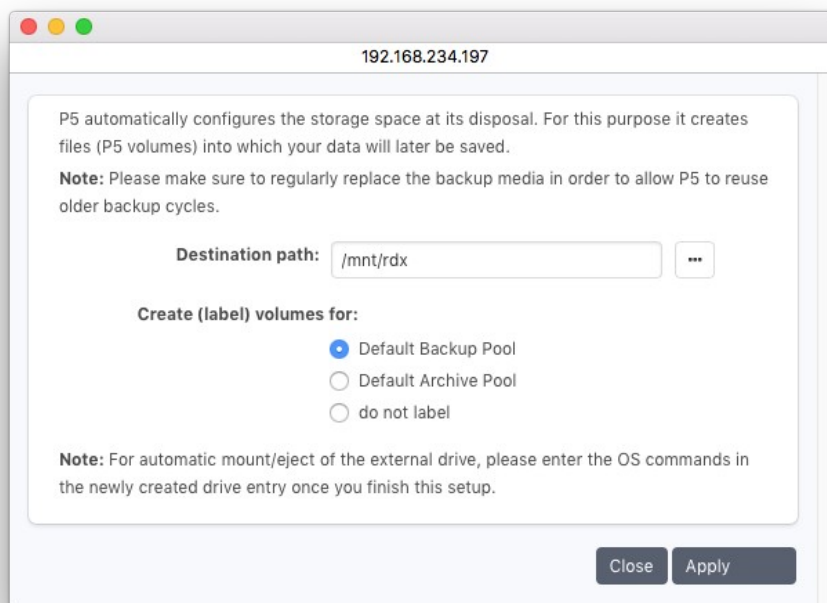 192.168.234.197
P5 automatically configures the storage space at its disposal. For this purpose it creates
files (P5 volumes) into which your data will later be saved.
Note: Please make sure to regularly replace the backup media in order to allow P5 to reuse
older backup cycles.
Destination path: /mnt/rdx ...
Create (label) volumes for:
Default Backup Pool
Default Archive Pool
do not label
Note: For automatic mount/eject of the external drive, please enter the OS commands in
the newly created drive entry once you finish this setup.
Close Apply